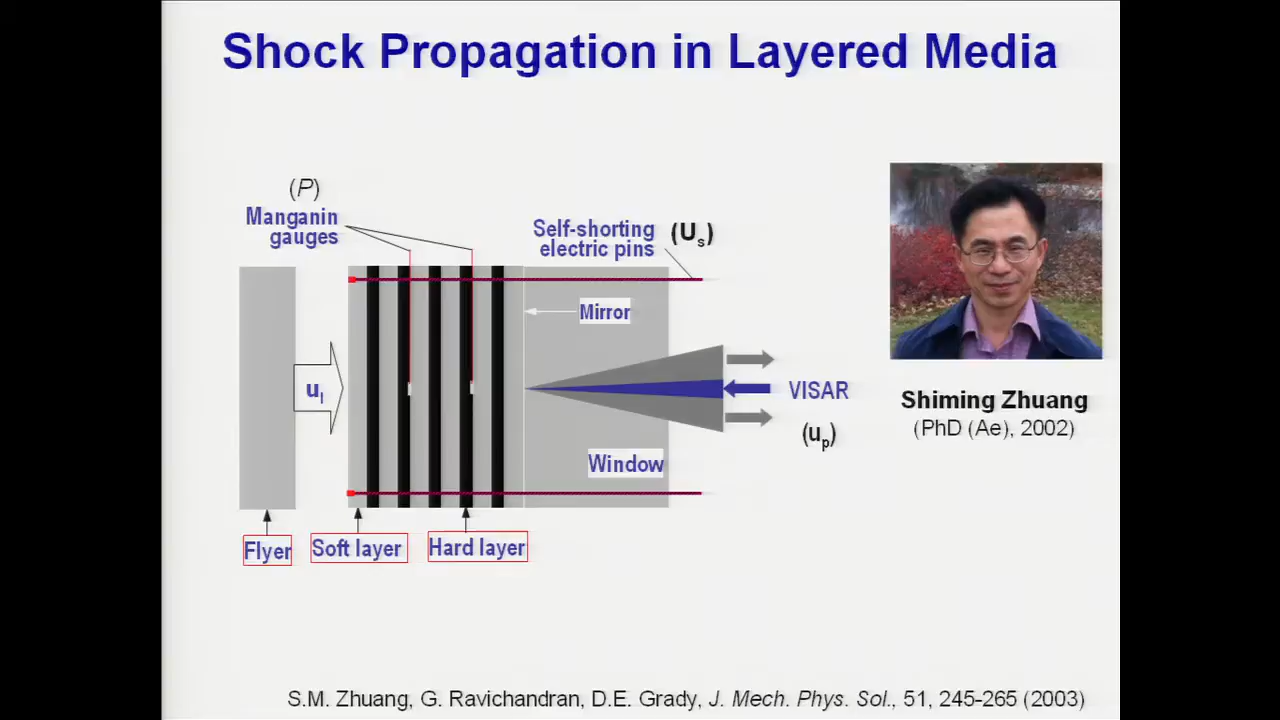 Shock Propagation in Layered Media
(P)
Manganin
gauges
Self-shorting
electric pins
(Us)
Mirror
uI
VISAR
(up)
Window
Flyer
Soft layer
Hard layer
Shiming Zhuang
(PhD (Ae), 2002)
S.M. Zhuang, G. Ravichandran, D.E. Grady, J. Mech. Phys. Sol., 51, 245-265 (2003)